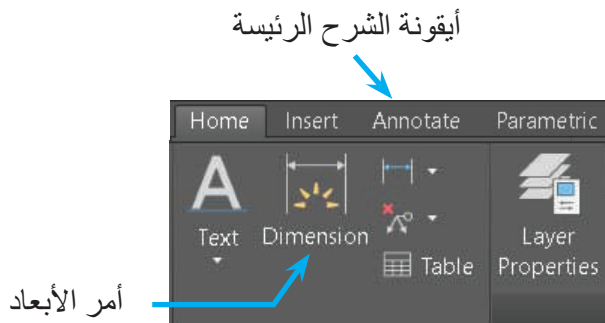 أيقونة الشرح الرئيسة
Home Insert Annotate Parametric
A
Text Dimension Table Layer Properties
أمر الأبعاد